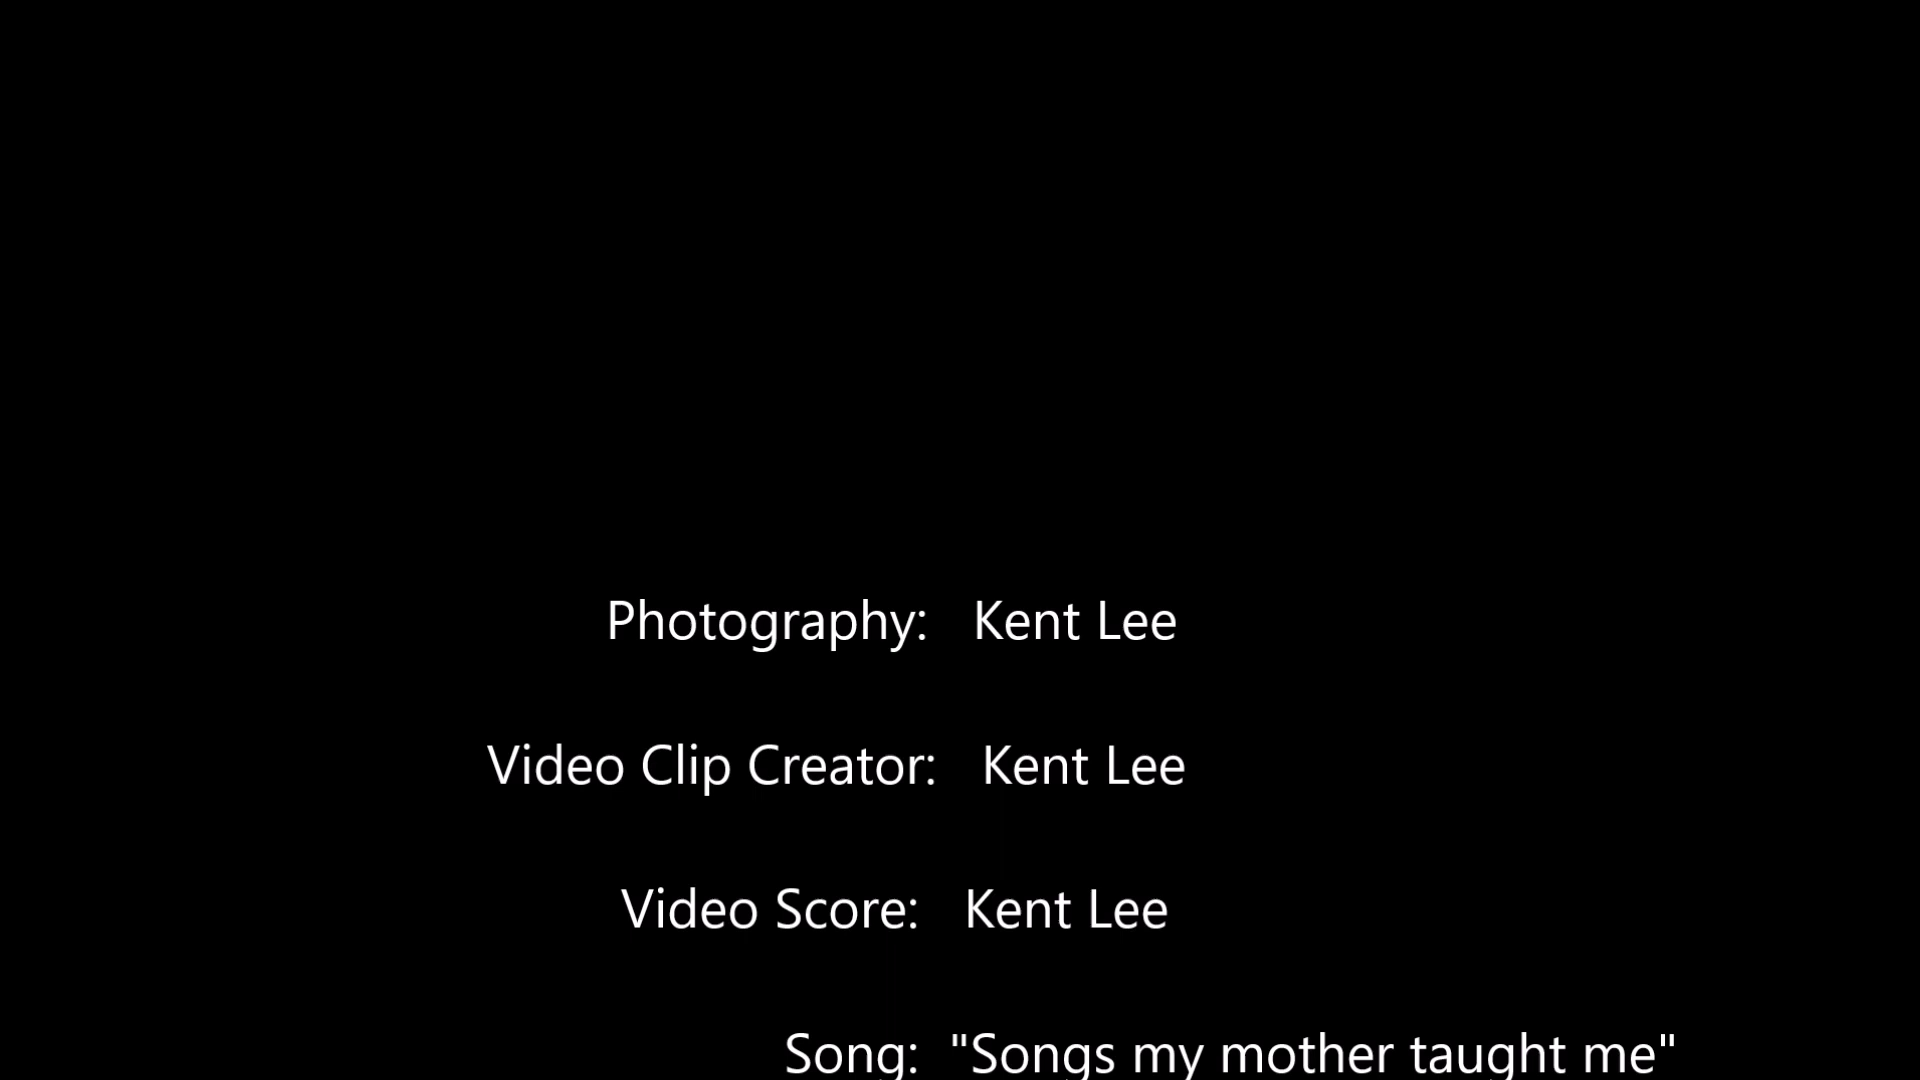 Photography: Kent Lee
Video Clip Creator: Kent Lee
Video Score: Kent Lee
Song: "Songs my mother taught me"